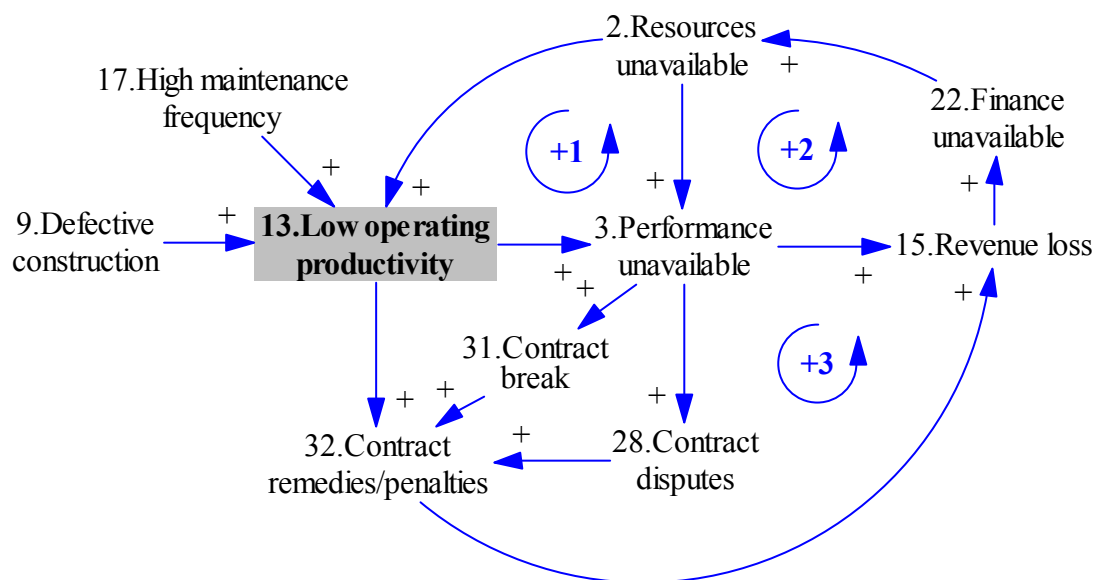 2.Resources
unavailable
+
17.High maintenance
frequency
22.Finance
unavailable
+1
+2
+
+
+
+
9.Defective
construction
+
13.Low operating
productivity
3.Performance
unavailable
15.Revenue loss
+
+
+
+
31.Contract
break
+3
+
+
+
32.Contract
remedies/penalties
+
28.Contract
disputes